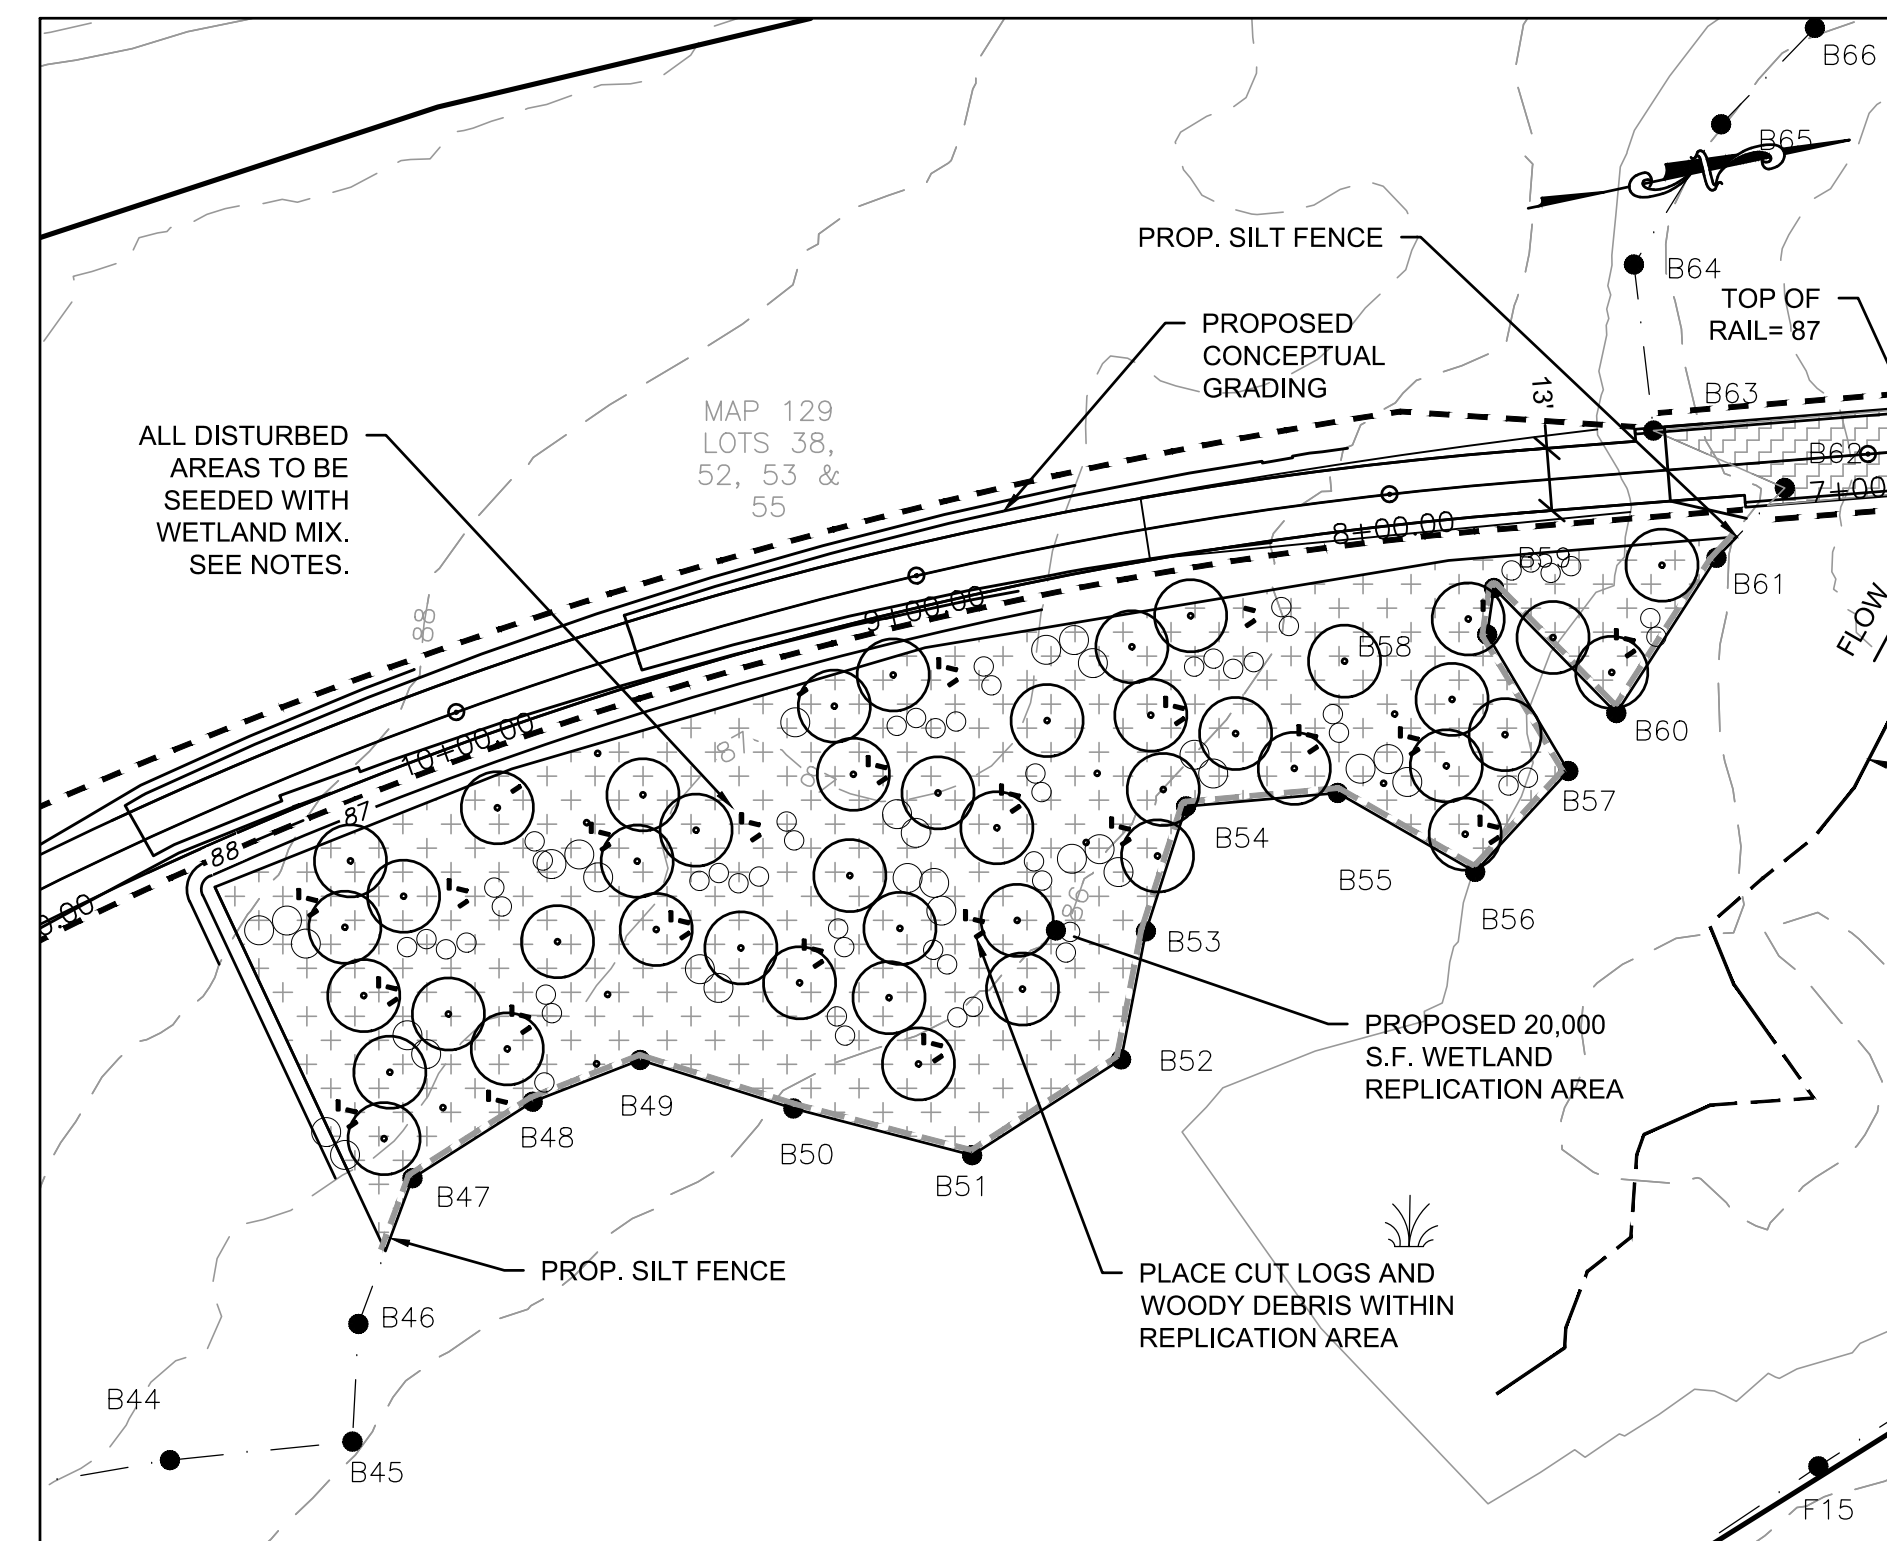 B66
B65
PROP. SILT FENCE
B64
TOP OF
RAIL= 87
PROPOSED
CONCEPTUAL
GRADING
13'
B63
MAP 129
LOTS 38,
52, 53 &
55
ALL DISTURBED
AREAS TO BE
SEEDED WITH
WETLAND MIX.
SEE NOTES.
B62
7+00
8+00.00
B59
B61
9+00.00
88
FLOW
B58
B60
10+00.00
87
87
88
B57
B54
B55
86
B56
B53
PROPOSED 20,000
S.F. WETLAND
REPLICATION AREA
B52
B49
B48
B50
B51
B47
PROP. SILT FENCE
PLACE CUT LOGS AND
WOODY DEBRIS WITHIN
REPLICATION AREA
B46
B44
B45
F15